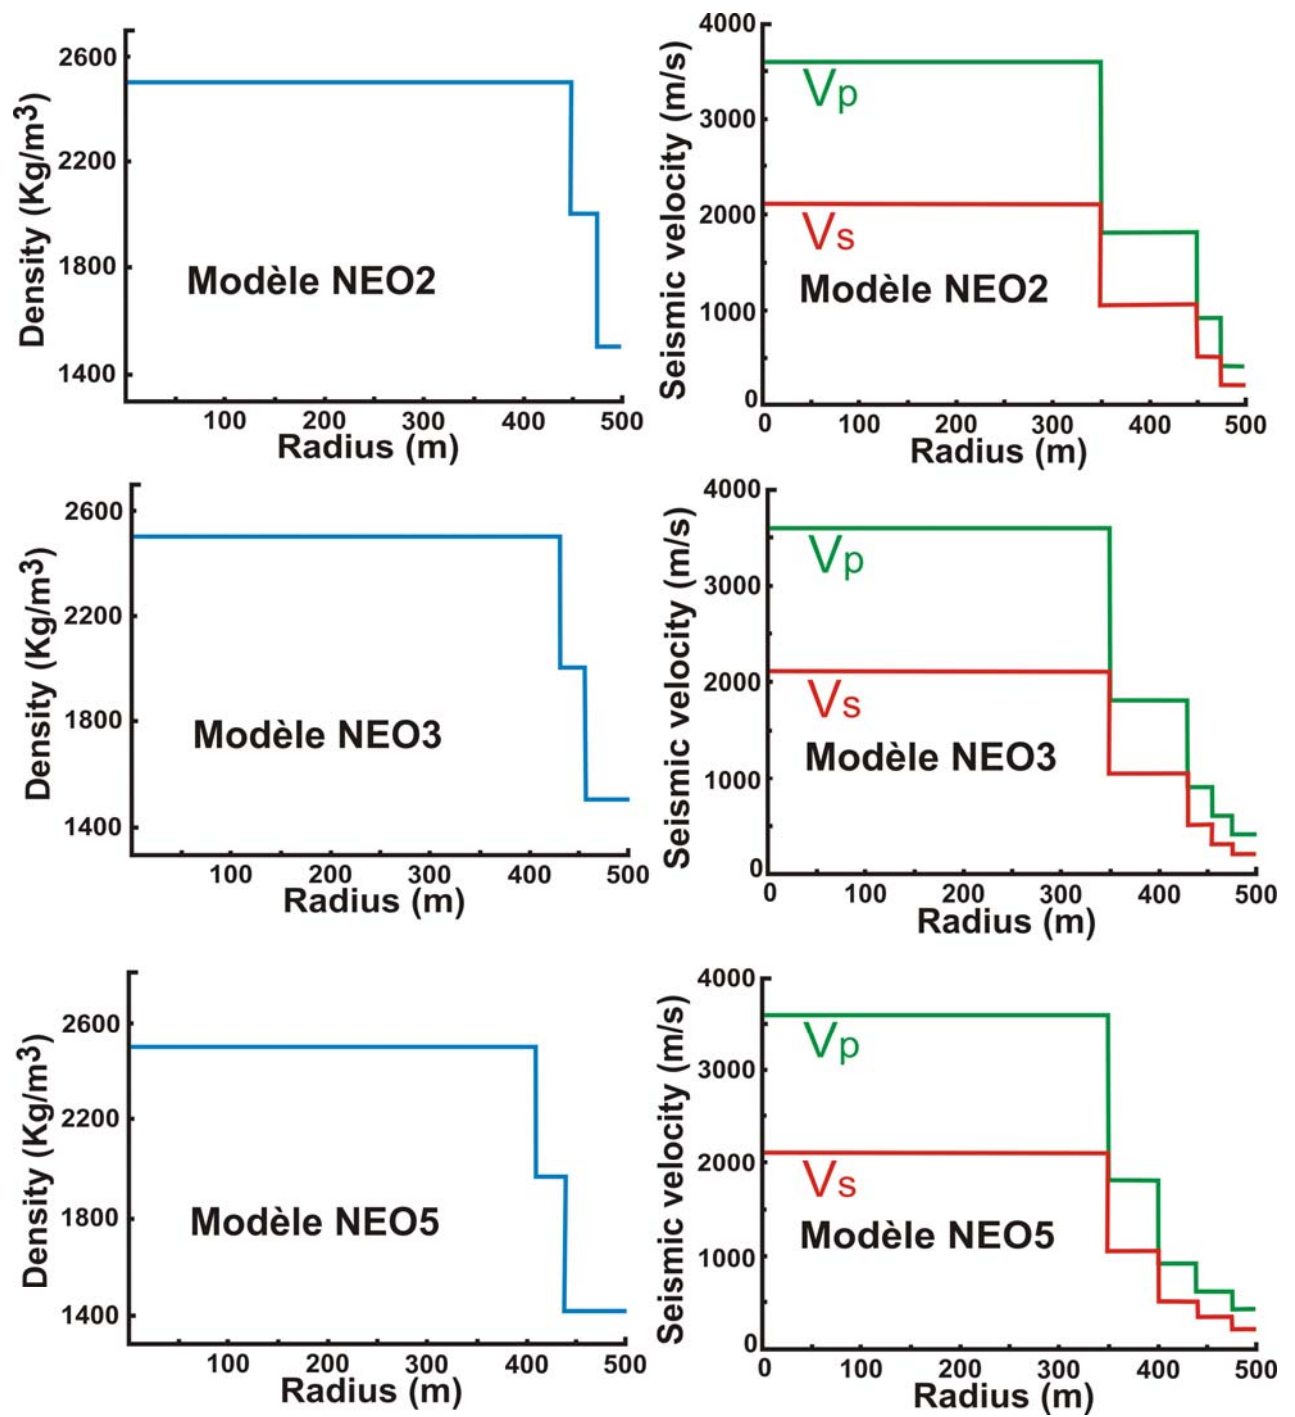 2600
2200
1800
1400
Density (Kg/m3)
Modèle NEO2
100 200 300 400 500
Radius (m)
4000
3000
2000
1000
0
Seismic velocity (m/s)
Vp
Vs
Modèle NEO2
0 100 200 300 400 500
Radius (m)
2600
2200
1800
1400
Density (Kg/m3)
Modèle NEO3
100 200 300 400 500
Radius (m)
4000
3000
2000
1000
0
Seismic velocity (m/s)
Vp
Vs
Modèle NEO3
0 100 200 300 400 500
Radius (m)
2600
2200
1800
1400
Density (Kg/m3)
Modèle NEO5
100 200 300 400 500
Radius (m)
4000
3000
2000
1000
0
Seismic velocity (m/s)
Vp
Vs
Modèle NEO5
0 100 200 300 400 500
Radius (m)